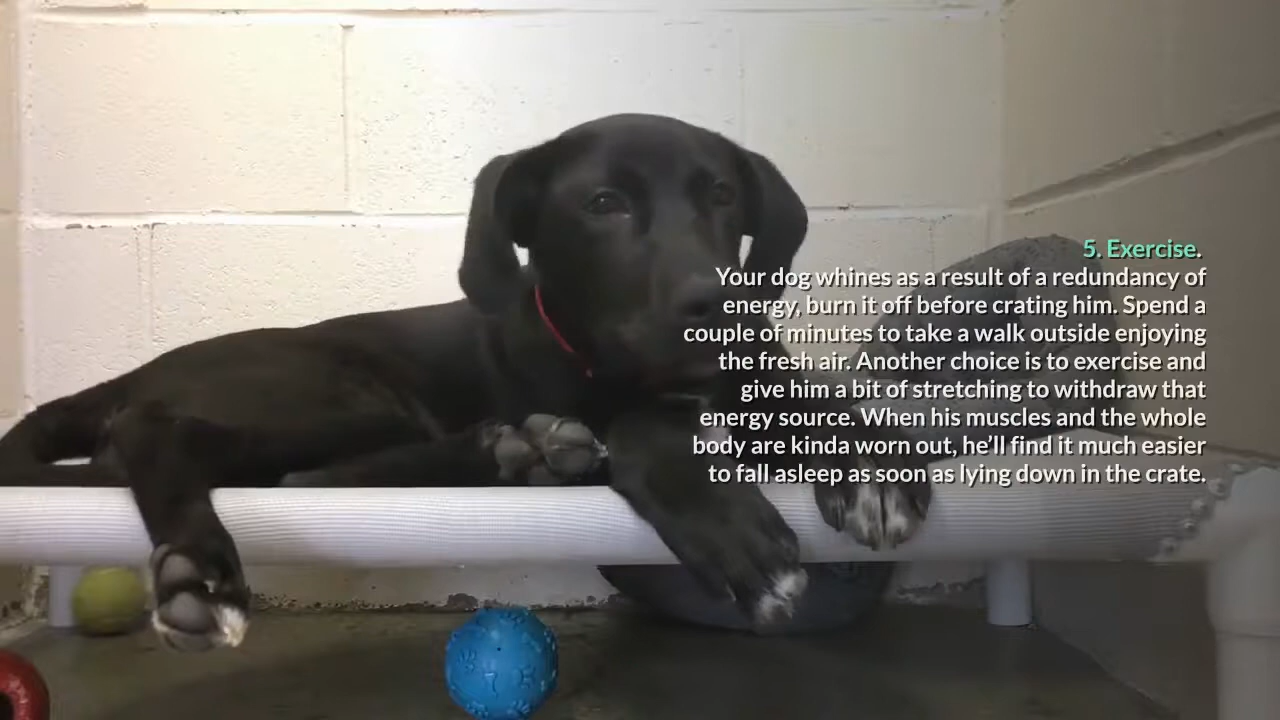 5. Exercise.
Your dog whines as a result of a redundancy of
energy, burn it off before crating him. Spend a
couple of minutes to take a walk outside enjoying
the fresh air. Another choice is to exercise and
give him a bit of stretching to withdraw that
energy source. When his muscles and the whole
body are kinda worn out, he'll find it much easier
to fall asleep as soon as lying down in the crate.